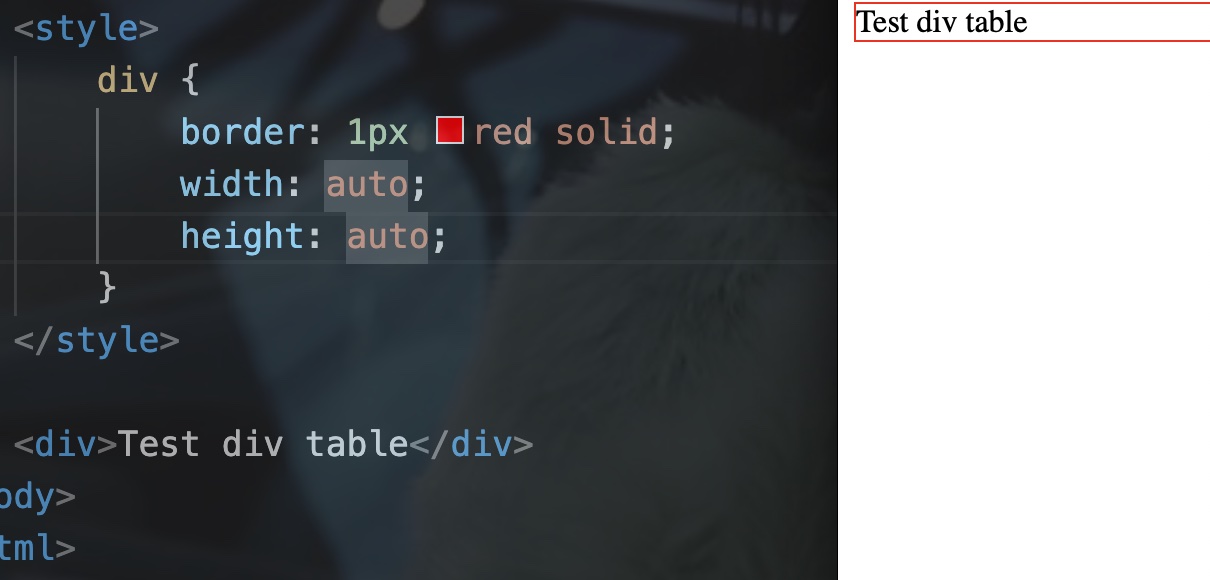 <style>
div {
border: 1px red solid;
width: auto;
height: auto;
}
</style>
<div>Test div table</div>
ody>
tml>
Test div table